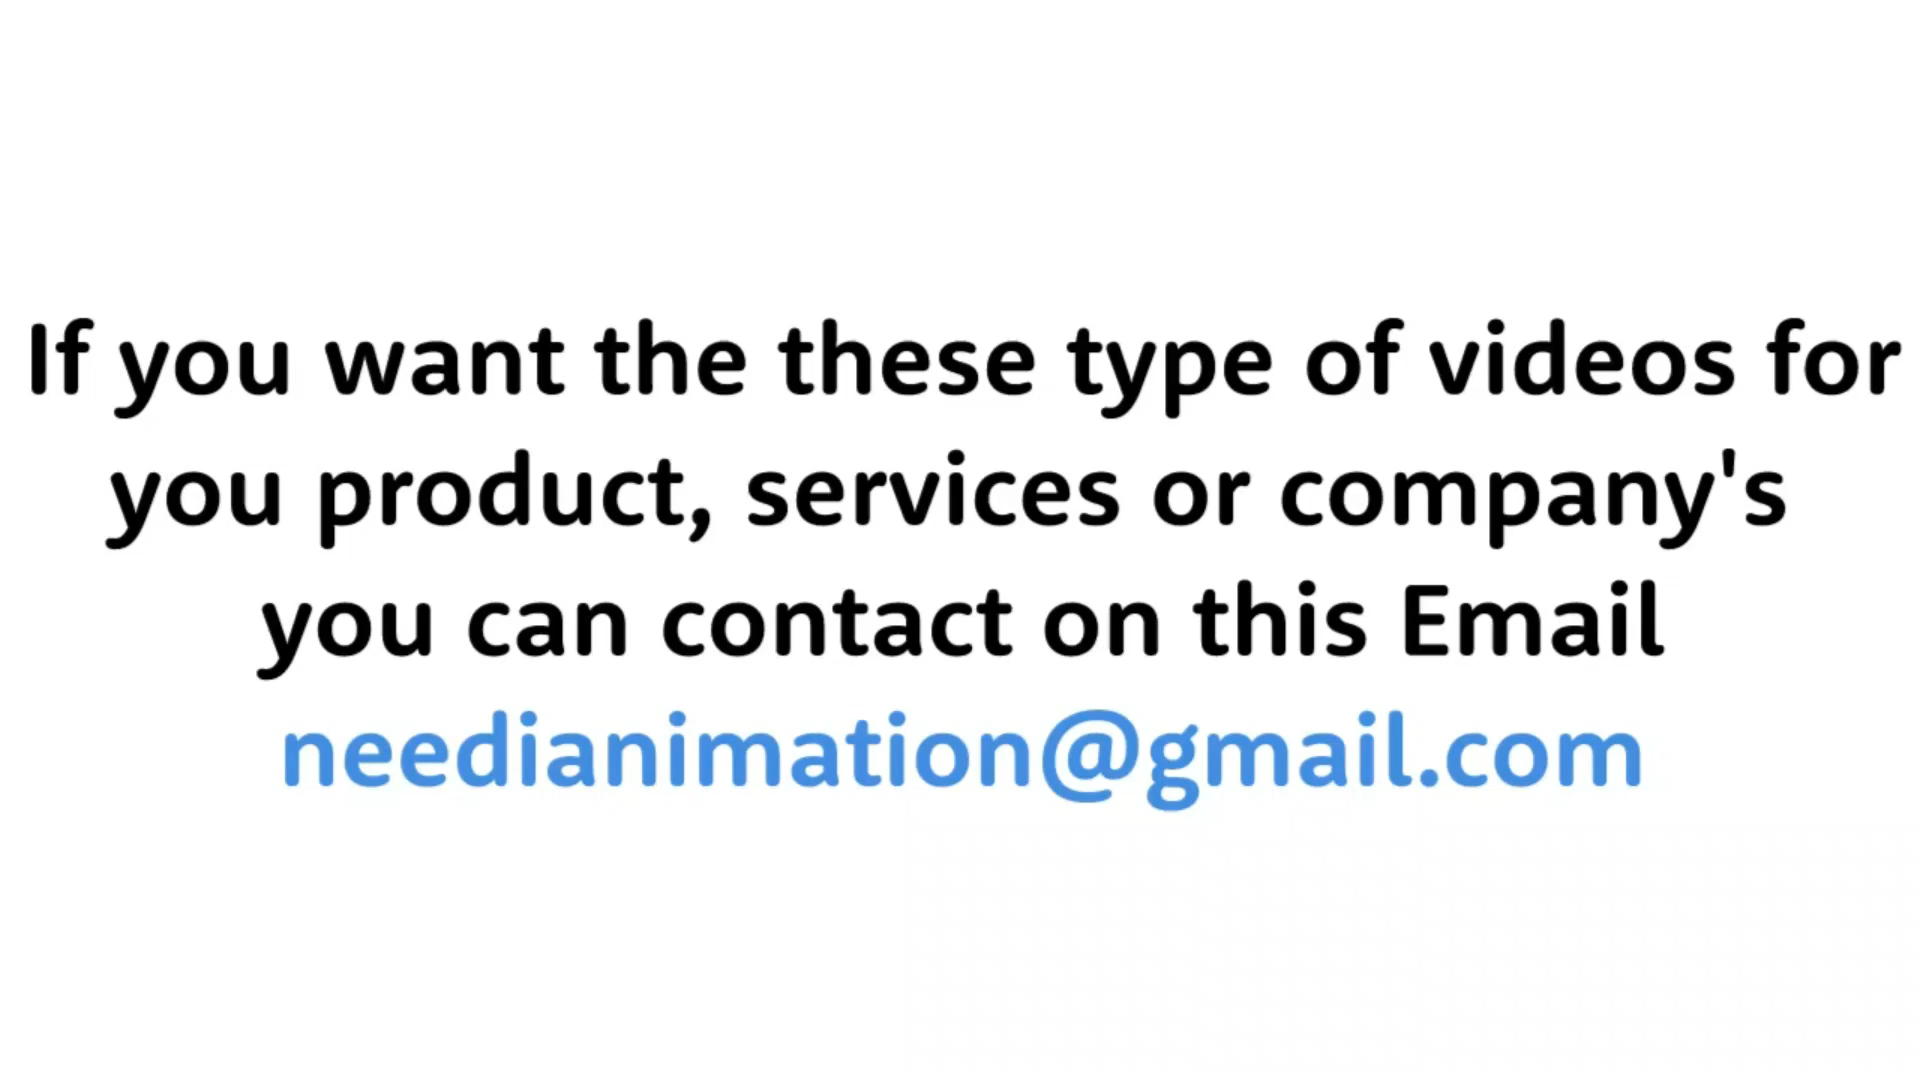 If you want the these type of videos for
you product, services or company's
you can contact on this Email
needianimation@gmail.com